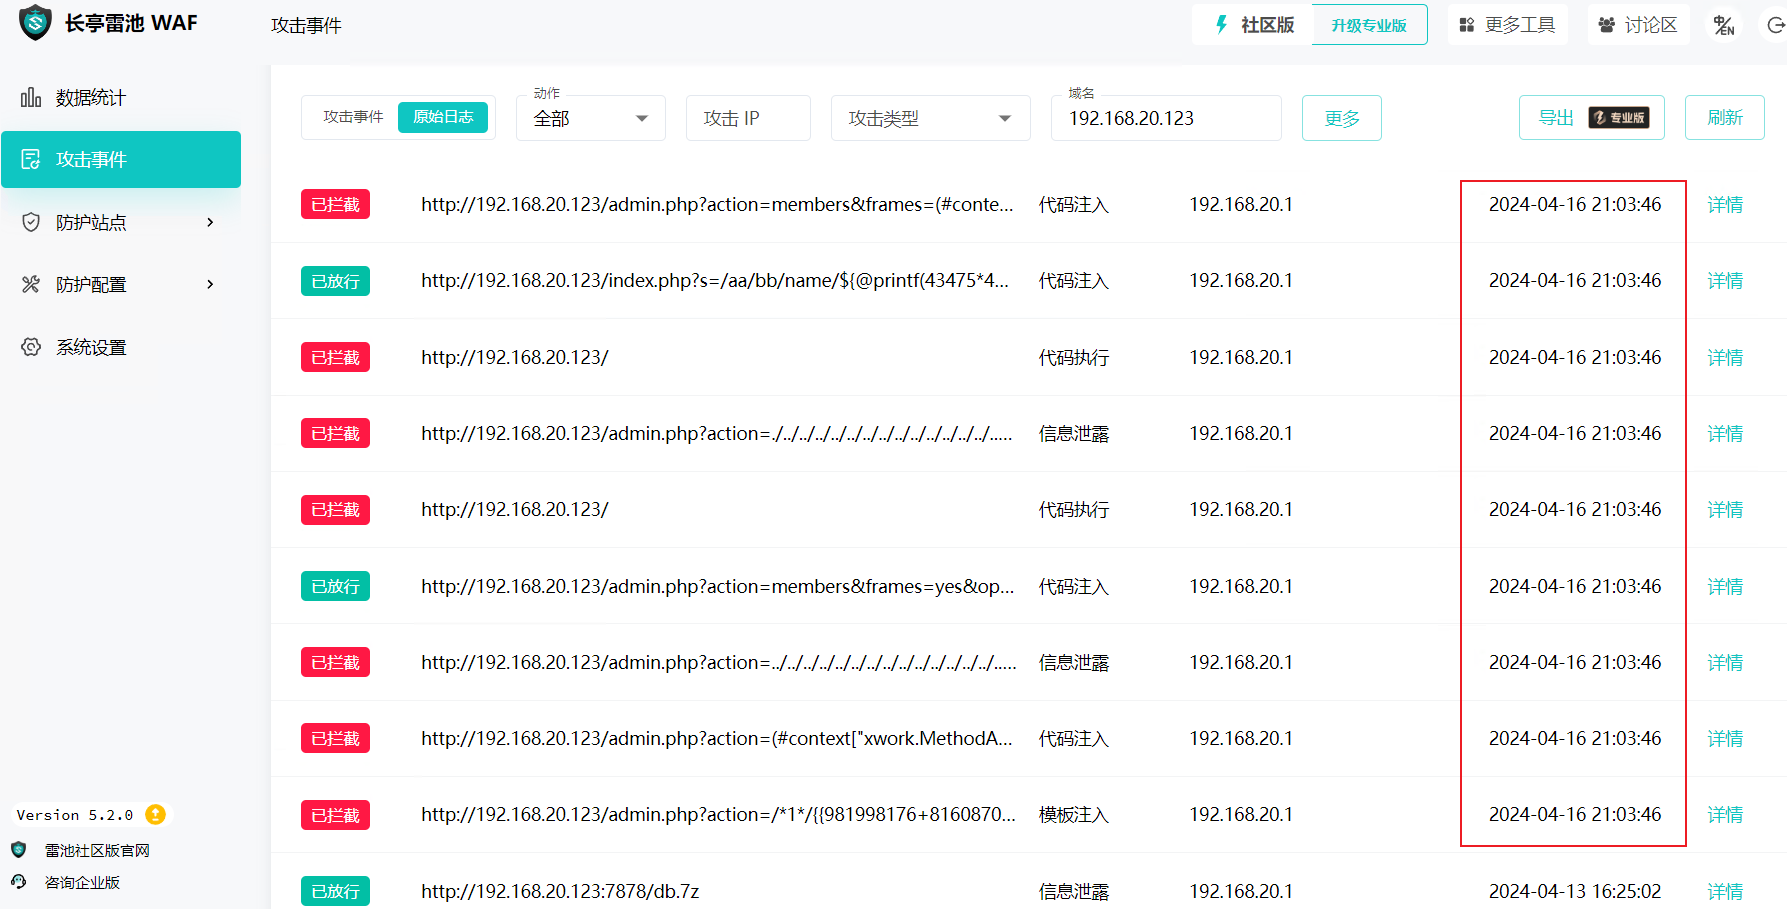 长亭雷池 WAF
攻击事件
社区版
升级专业版
更多工具
讨论区
中/EN
数据统计
攻击事件
防护站点
防护配置
系统设置
Version 5.2.0
雷池社区版官网
咨询企业版
攻击事件
原始日志
动作
全部
攻击 IP
攻击类型
域名
192.168.20.123
更多
导出 专业版
刷新
已拦截 http://192.168.20.123/admin.php?action=members&frames=(#conte... 代码注入 192.168.20.1 2024-04-16 21:03:46 详情
已放行 http://192.168.20.123/index.php?s=/aa/bb/name/${@printf(43475*4... 代码注入 192.168.20.1 2024-04-16 21:03:46 详情
已拦截 http://192.168.20.123/ 代码执行 192.168.20.1 2024-04-16 21:03:46 详情
已拦截 http://192.168.20.123/admin.php?action=./../../../../../../../../../../../../../..... 信息泄露 192.168.20.1 2024-04-16 21:03:46 详情
已拦截 http://192.168.20.123/ 代码执行 192.168.20.1 2024-04-16 21:03:46 详情
已放行 http://192.168.20.123/admin.php?action=members&frames=yes&op... 代码注入 192.168.20.1 2024-04-16 21:03:46 详情
已拦截 http://192.168.20.123/admin.php?action=../../../../../../../../../../../../../../..... 信息泄露 192.168.20.1 2024-04-16 21:03:46 详情
已拦截 http://192.168.20.123/admin.php?action=(#context["xwork.MethodA... 代码注入 192.168.20.1 2024-04-16 21:03:46 详情
已拦截 http://192.168.20.123/admin.php?action=/*1*/{{981998176+8160870... 模板注入 192.168.20.1 2024-04-16 21:03:46 详情
已放行 http://192.168.20.123:7878/db.7z 信息泄露 192.168.20.1 2024-04-13 16:25:02 详情